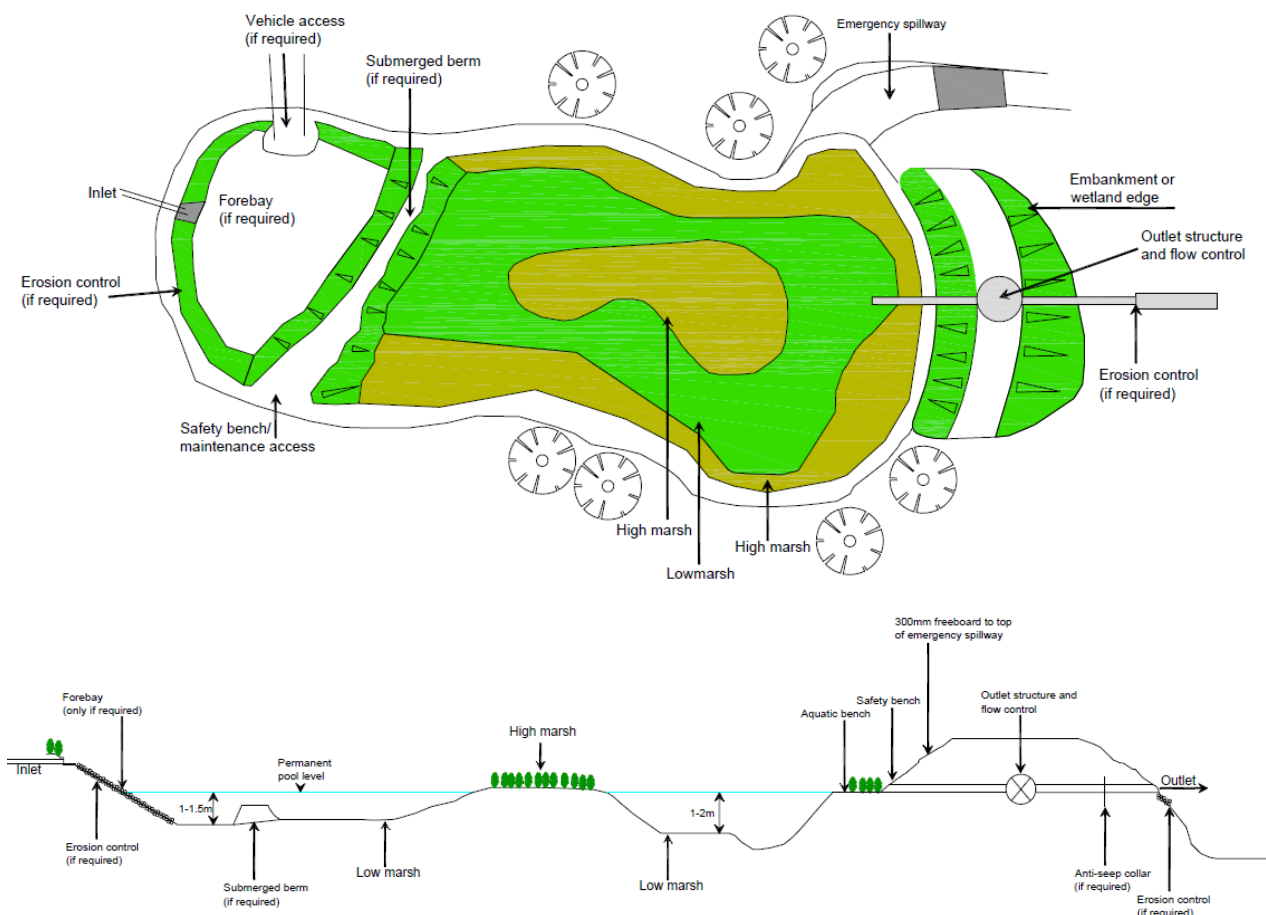 Vehicle access
(if required)
Emergency spillway
Submerged berm
(if required)
Inlet
Forebay
(if required)
Embankment or
wetland edge
Outlet structure
and flow control
Erosion control
(if required)
Erosion control
(if required)
Safety bench/
maintenance access
High marsh
High marsh
Lowmarsh
300mm freeboard to top
of emergency spillway
Forebay
(only if required)
Safety bench
Outlet structure and
flow control
Aquatic bench
High marsh
Inlet
Permanent
pool level
Outlet
1-1.5m
1-2m
Erosion control
(if required)
Low marsh
Submerged berm
(if required)
Low marsh
Anti-seep collar
(if required)
Erosion control
(if required)